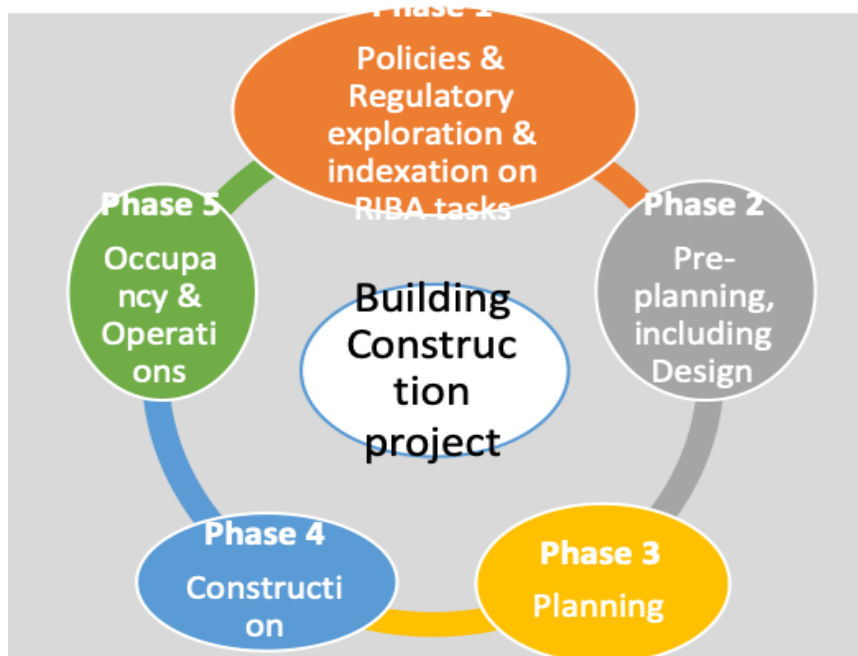 Phase 1
Policies &
Regulatory
exploration &
indexation on
RIBA tasks
Phase 2
Pre-
planning,
including
Design
Phase 3
Planning
Phase 4
Constructi
on
Phase 5
Occupa
ncy &
Operati
ons
Building
Construc
tion
project